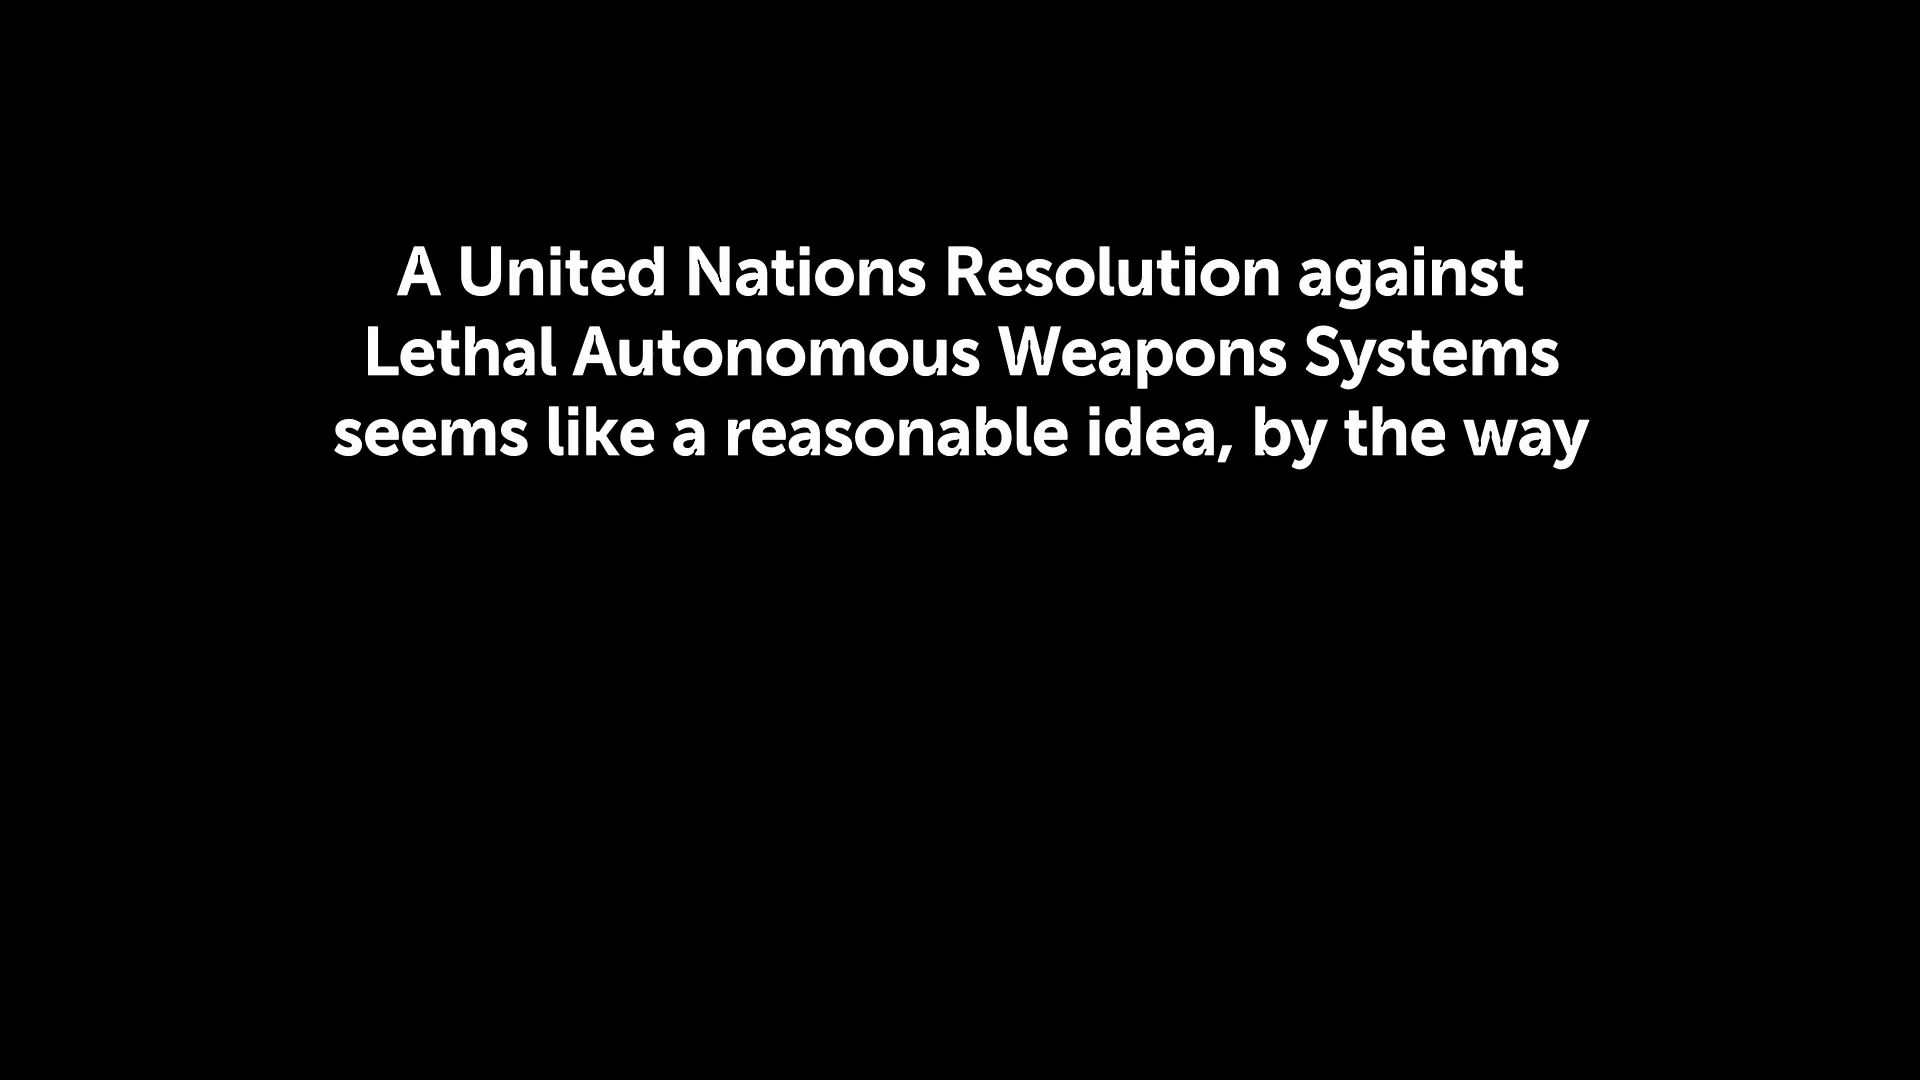 A United Nations Resolution against
Lethal Autonomous Weapons Systems
seems like a reasonable idea, by the way